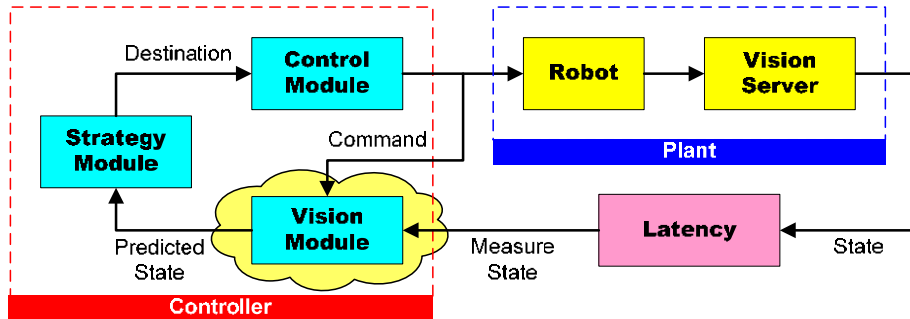 Destination
Control
Module
Robot
Vision
Server
Strategy
Module
Command
Plant
Vision
Module
Latency
Predicted
State
Measure
State
State
Controller